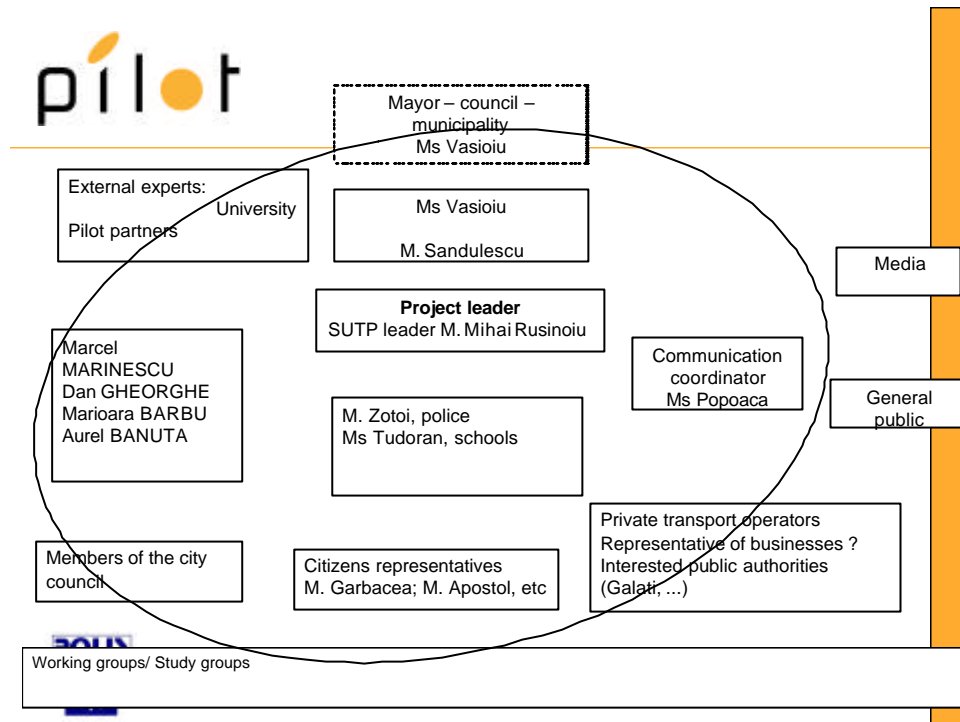 pilot
Mayor – council –
municipality
Ms Vasioiu
External experts:
University
Pilot partners
Ms Vasioiu
M. Sandulescu
Media
Project leader
SUTP leader M. Mihai Rusinoiu
Marcel
MARINESCU
Dan GHEORGHE
Marioara BARBU
Aurel BANUTA
Communication
coordinator
Ms Popoaca
General
public
M. Zotoi, police
Ms Tudoran, schools
Private transport operators
Representative of businesses ?
Interested public authorities
(Galati, ...)
Members of the city
council
Citizens representatives
M. Garbacea; M. Apostol, etc
Working groups/ Study groups